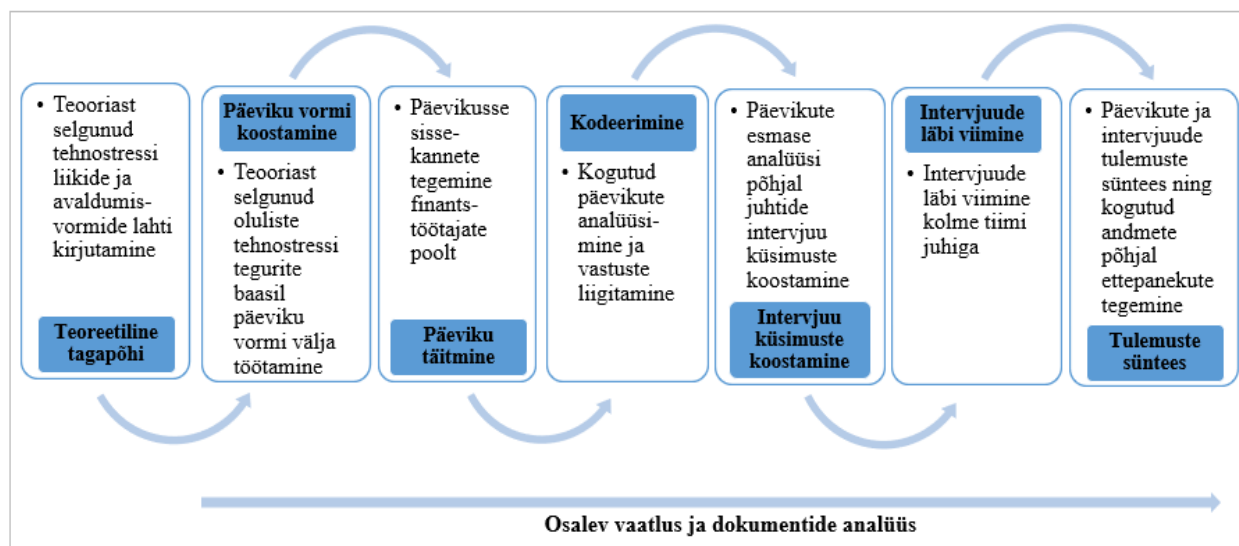 Teooriast
selgunud
tehnostressi
liikide ja
avaldumis-
vormide lahti
kirjutamine
Teoreetiline
tagapõhi
Päeviku vormi
koostamine
Teooriast
selgunud
oluliste
tehnostressi
tegurite
baasil
päeviku
vormi välja
töötamine
Päevikusse
sisse-
kannete
tegemine
finants-
töötajate
poolt
Päeviku
täitmine
Kodeerimine
Kogutud
päevikute
analüüsi-
mine ja
vastuste
liigitamine
Päevikute
esmase
analüüsi
põhjal
juhtide
intervjuu
küsimuste
koostamine
Intervjuu
küsimuste
koostamine
Intervjuude
läbi viimine
Intervjuude
läbi viimine
kolme tiimi
juhiga
Päevikute ja
intervjuude
tulemuste
süntees ning
kogutud
andmete
põhjal
ettepanekute
tegemine
Tulemuste
süntees
Osalev vaatlus ja dokumentide analüüs